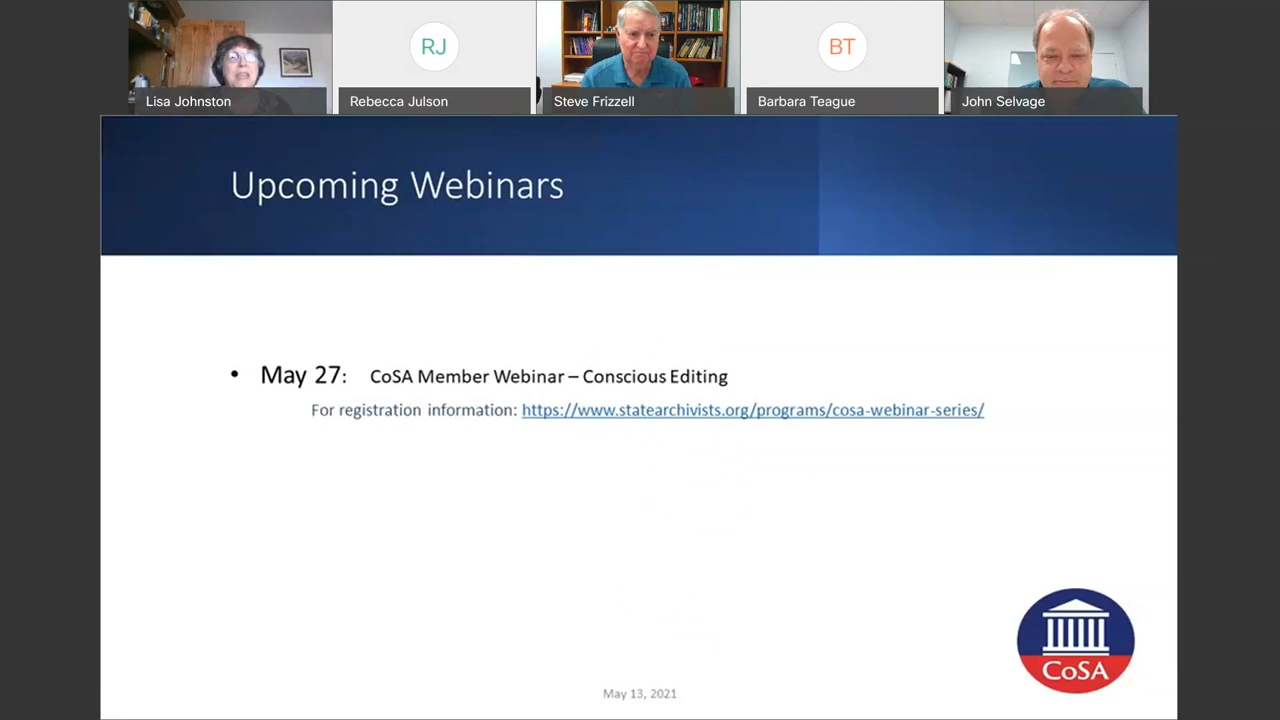 RJ
BT
Lisa Johnston
Rebecca Julson
Steve Frizzell
Barbara Teague
John Selvage
Upcoming Webinars
• May 27: CoSA Member Webinar – Conscious Editing
For registration information: https://www.statearchivists.org/programs/cosa-webinar-series/
CoSA
May 13, 2021